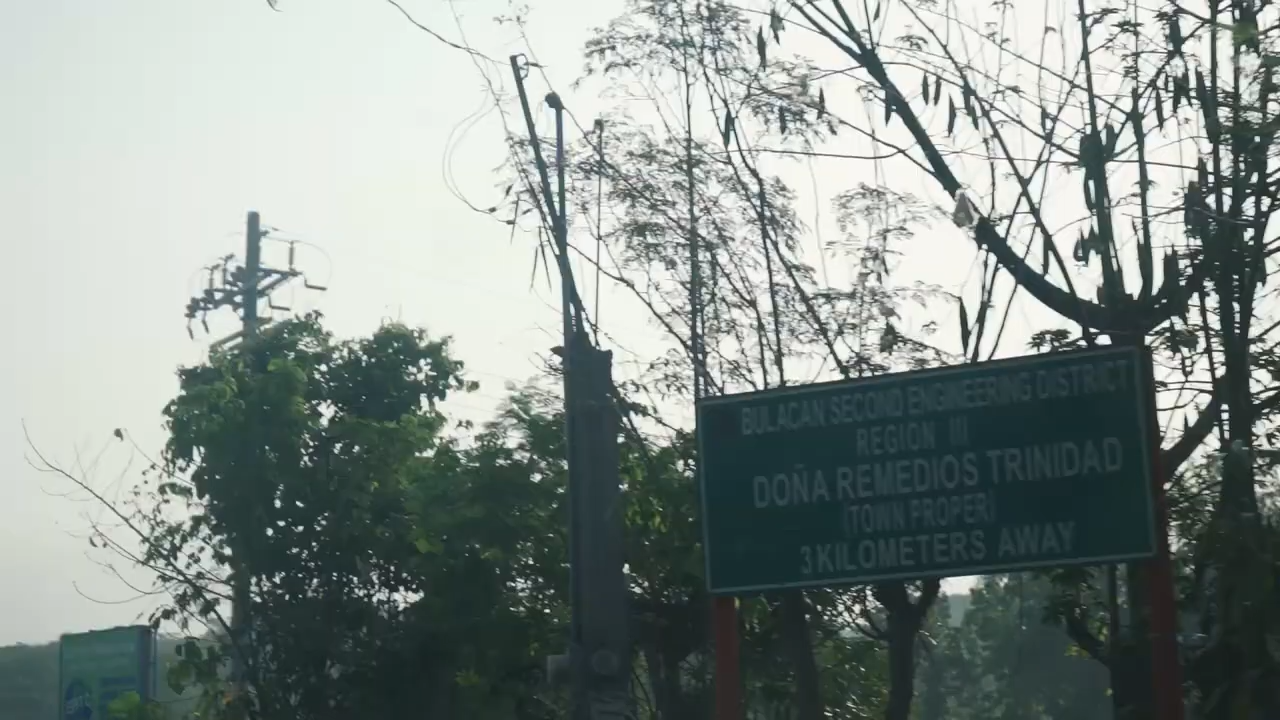 BULACAN SECOND ENGINEERING DISTRICT
REGION III
DOÑA REMEDIOS TRINIDAD
(TOWN PROPER)
3 KILOMETERS AWAY